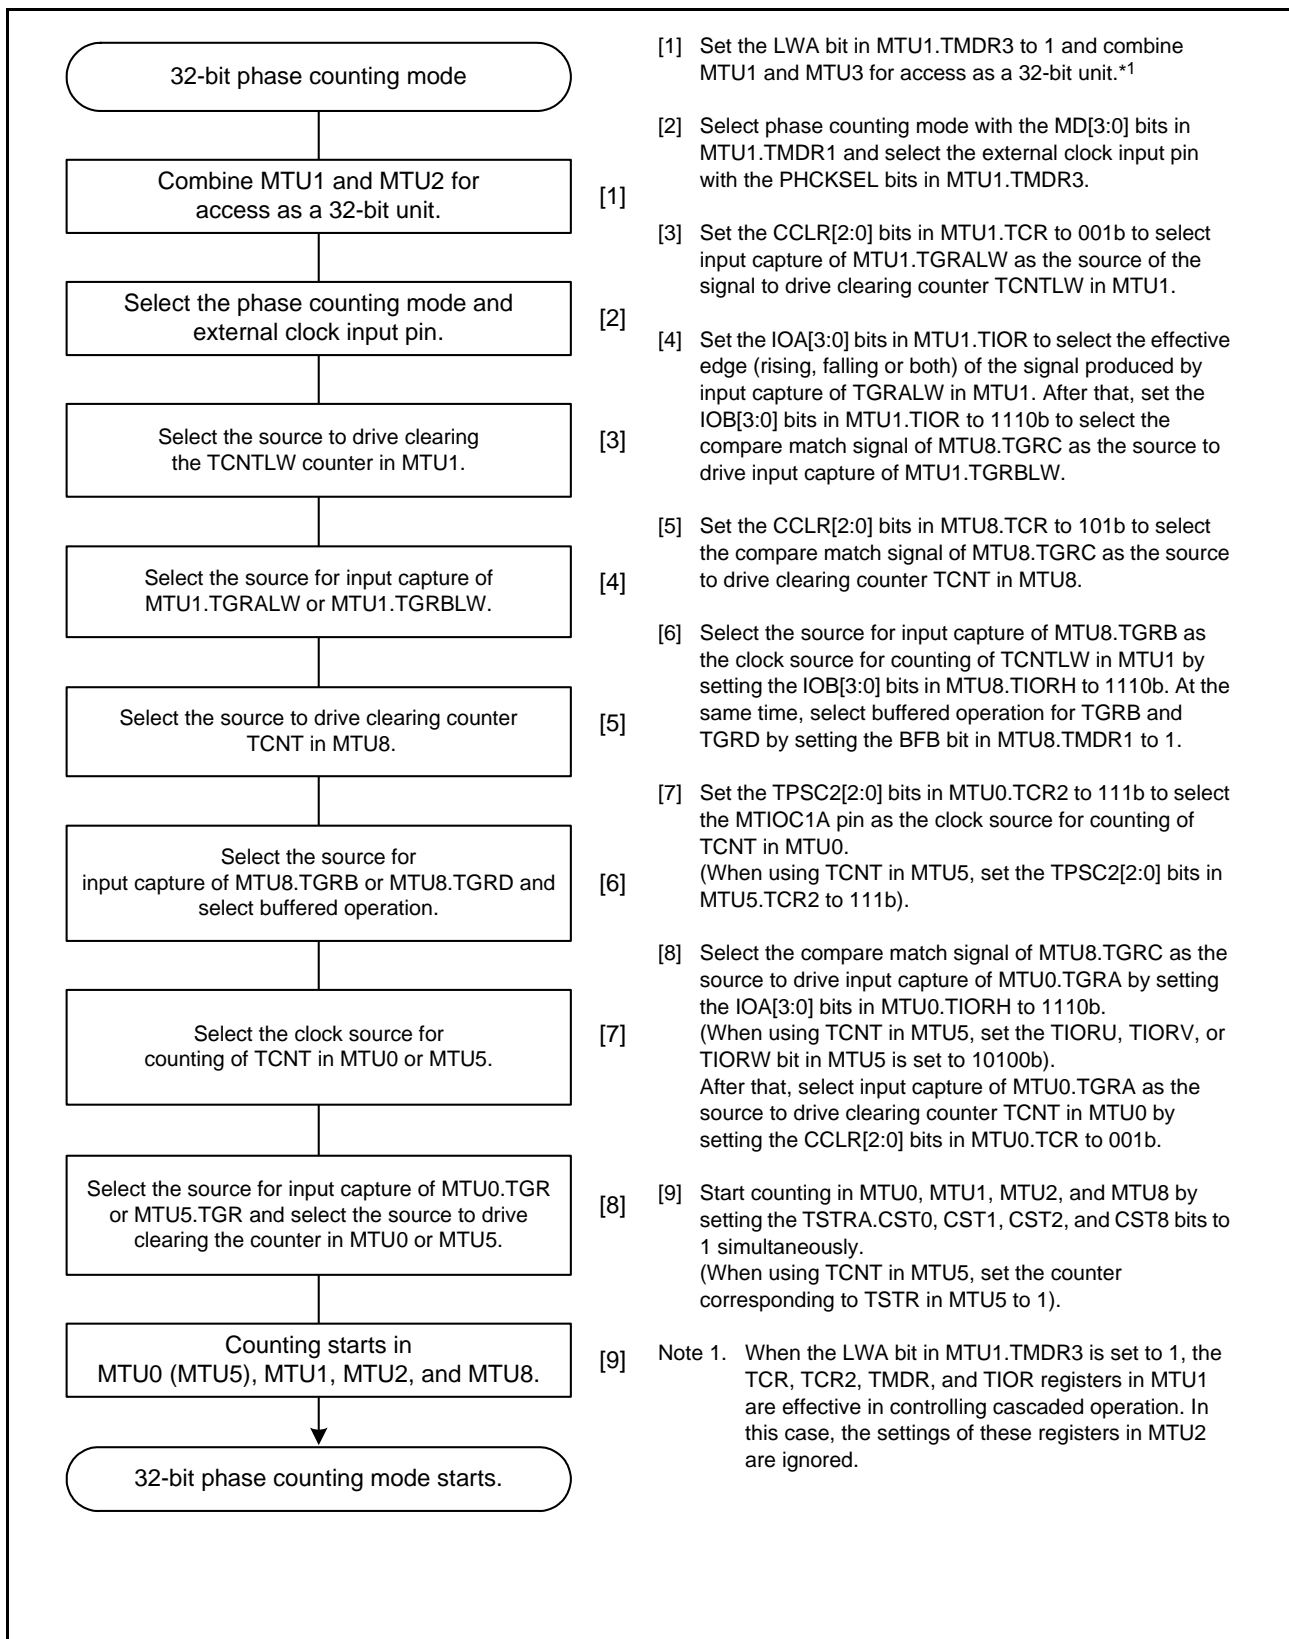 32-bit phase counting mode
Combine MTU1 and MTU2 for
access as a 32-bit unit.
[1]
Select the phase counting mode and
external clock input pin.
[2]
Select the source to drive clearing
the TCNTLW counter in MTU1.
[3]
Select the source for input capture of
MTU1.TGRALW or MTU1.TGRBLW.
[4]
Select the source to drive clearing counter
TCNT in MTU8.
[5]
Select the source for
input capture of MTU8.TGRB or MTU8.TGRD and
select buffered operation.
[6]
Select the clock source for
counting of TCNT in MTU0 or MTU5.
[7]
Select the source for input capture of MTU0.TGR
or MTU5.TGR and select the source to drive
clearing the counter in MTU0 or MTU5.
[8]
Counting starts in
MTU0 (MTU5), MTU1, MTU2, and MTU8.
[9]
32-bit phase counting mode starts.
[1] Set the LWA bit in MTU1.TMDR3 to 1 and combine
MTU1 and MTU3 for access as a 32-bit unit.*1
[2] Select phase counting mode with the MD[3:0] bits in
MTU1.TMDR1 and select the external clock input pin
with the PHCKSEL bits in MTU1.TMDR3.
[3] Set the CCLR[2:0] bits in MTU1.TCR to 001b to select
input capture of MTU1.TGRALW as the source of the
signal to drive clearing counter TCNTLW in MTU1.
[4] Set the IOA[3:0] bits in MTU1.TIOR to select the effective
edge (rising, falling or both) of the signal produced by
input capture of TGRALW in MTU1. After that, set the
IOB[3:0] bits in MTU1.TIOR to 1110b to select the
compare match signal of MTU8.TGRC as the source to
drive input capture of MTU1.TGRBLW.
[5] Set the CCLR[2:0] bits in MTU8.TCR to 101b to select
the compare match signal of MTU8.TGRC as the source
to drive clearing counter TCNT in MTU8.
[6] Select the source for input capture of MTU8.TGRB as
the clock source for counting of TCNTLW in MTU1 by
setting the IOB[3:0] bits in MTU8.TIORH to 1110b. At the
same time, select buffered operation for TGRB and
TGRD by setting the BFB bit in MTU8.TMDR1 to 1.
[7] Set the TPSC2[2:0] bits in MTU0.TCR2 to 111b to select
the MTIOC1A pin as the clock source for counting of
TCNT in MTU0.
(When using TCNT in MTU5, set the TPSC2[2:0] bits in
MTU5.TCR2 to 111b).
[8] Select the compare match signal of MTU8.TGRC as the
source to drive input capture of MTU0.TGRA by setting
the IOA[3:0] bits in MTU0.TIORH to 1110b.
(When using TCNT in MTU5, set the TIORU, TIORV, or
TIORW bit in MTU5 is set to 10100b).
After that, select input capture of MTU0.TGRA as the
source to drive clearing counter TCNT in MTU0 by
setting the CCLR[2:0] bits in MTU0.TCR to 001b.
[9] Start counting in MTU0, MTU1, MTU2, and MTU8 by
setting the TSTRA.CST0, CST1, CST2, and CST8 bits to
1 simultaneously.
(When using TCNT in MTU5, set the counter
corresponding to TSTR in MTU5 to 1).
Note 1. When the LWA bit in MTU1.TMDR3 is set to 1, the
TCR, TCR2, TMDR, and TIOR registers in MTU1
are effective in controlling cascaded operation. In
this case, the settings of these registers in MTU2
are ignored.